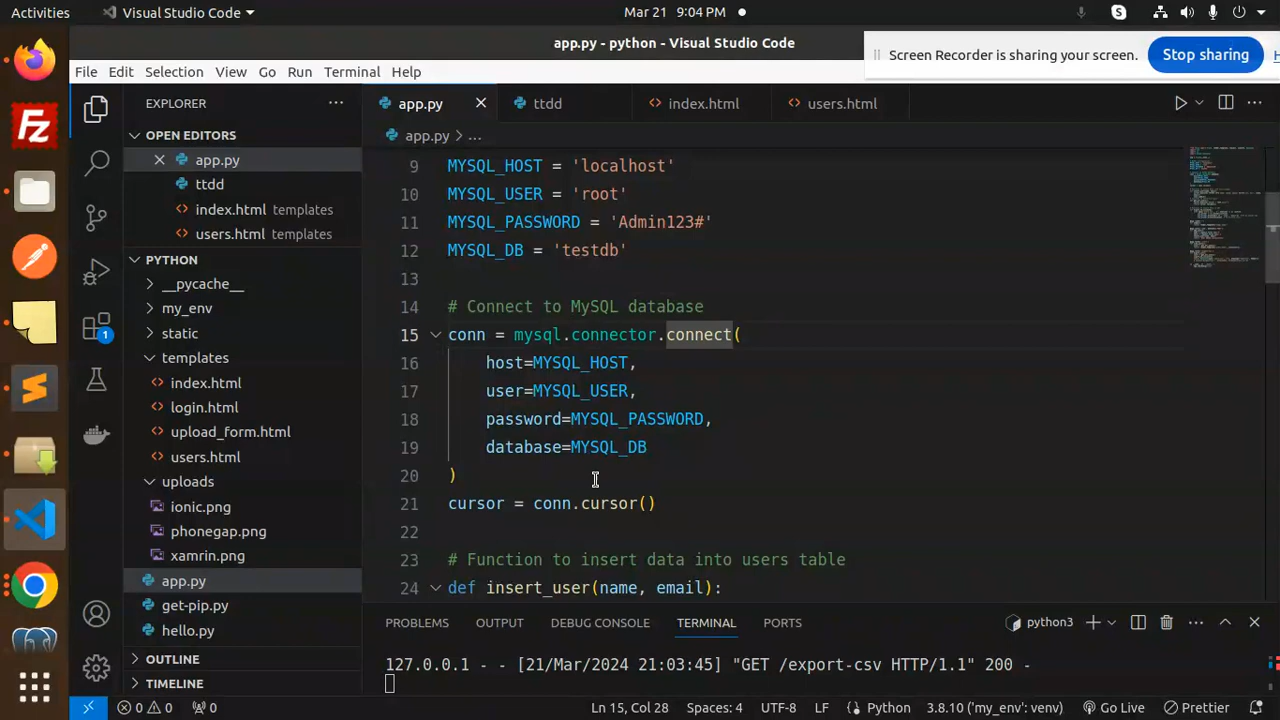 Activities
Visual Studio Code
Mar 21 9:04 PM
app.py - python - Visual Studio Code
Screen Recorder is sharing your screen.
Stop sharing
File Edit Selection View Go Run Terminal Help
EXPLORER
OPEN EDITORS
app.py
ttdd
index.html templates
users.html templates
PYTHON
__pycache__
my_env
static
templates
index.html
login.html
upload_form.html
users.html
uploads
ionic.png
phonegap.png
xamrin.png
app.py
get-pip.py
hello.py
OUTLINE
TIMELINE
1
app.py
ttdd
index.html
users.html
app.py > ...
9 MYSQL_HOST = 'localhost'
10 MYSQL_USER = 'root'
11 MYSQL_PASSWORD = 'Admin123#'
12 MYSQL_DB = 'testdb'
13
14 # Connect to MySQL database
15 conn = mysql.connector.connect(
16 host=MYSQL_HOST,
17 user=MYSQL_USER,
18 password=MYSQL_PASSWORD,
19 database=MYSQL_DB
20 )
21 cursor = conn.cursor()
22
23 # Function to insert data into users table
24 def insert_user(name, email):
PROBLEMS OUTPUT DEBUG CONSOLE TERMINAL PORTS
python3
127.0.0.1 - - [21/Mar/2024 21:03:45] "GET /export-csv HTTP/1.1" 200 -
0 0 0
Ln 15, Col 28 Spaces: 4 UTF-8 LF Python 3.8.10 ('my_env': venv) Go Live Prettier